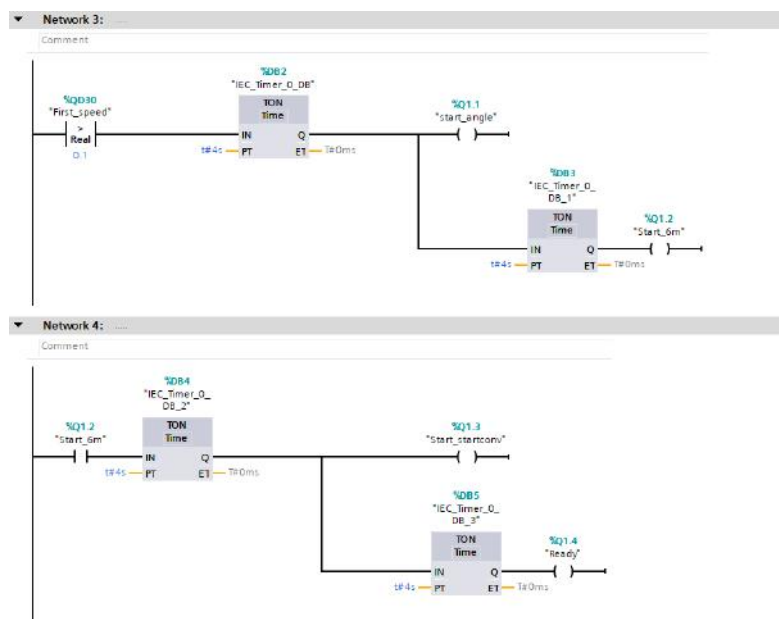 Network 3: ....
Comment
%DB2
"IEC_Timer_0_DB"
%QD30
"First_speed"
TON
Time
%Q1.1
"start_angle"
>
Real
IN Q
0.1
t#4s PT ET T#0ms
%DB3
"IEC_Timer_0_
DB_1"
TON
Time
%Q1.2
"Start_6m"
IN Q
t#4s PT ET T#0ms
Network 4: ....
Comment
%DB4
"IEC_Timer_0_
DB_2"
%Q1.2
"Start_6m"
TON
Time
%Q1.3
"Start_startconv"
IN Q
t#4s PT ET T#0ms
%DB5
"IEC_Timer_0_
DB_3"
TON
Time
%Q1.4
"Ready"
IN Q
t#4s PT ET T#0ms